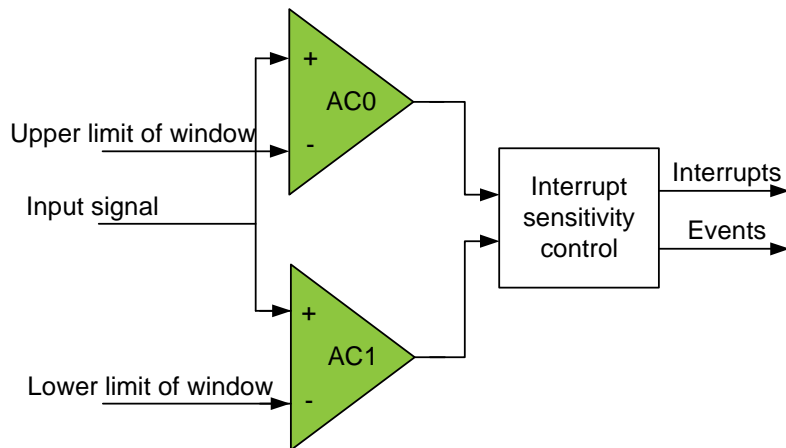 +
AC0
-
Upper limit of window
Input signal
Interrupt
sensitivity
control
Interrupts
Events
+
AC1
-
Lower limit of window